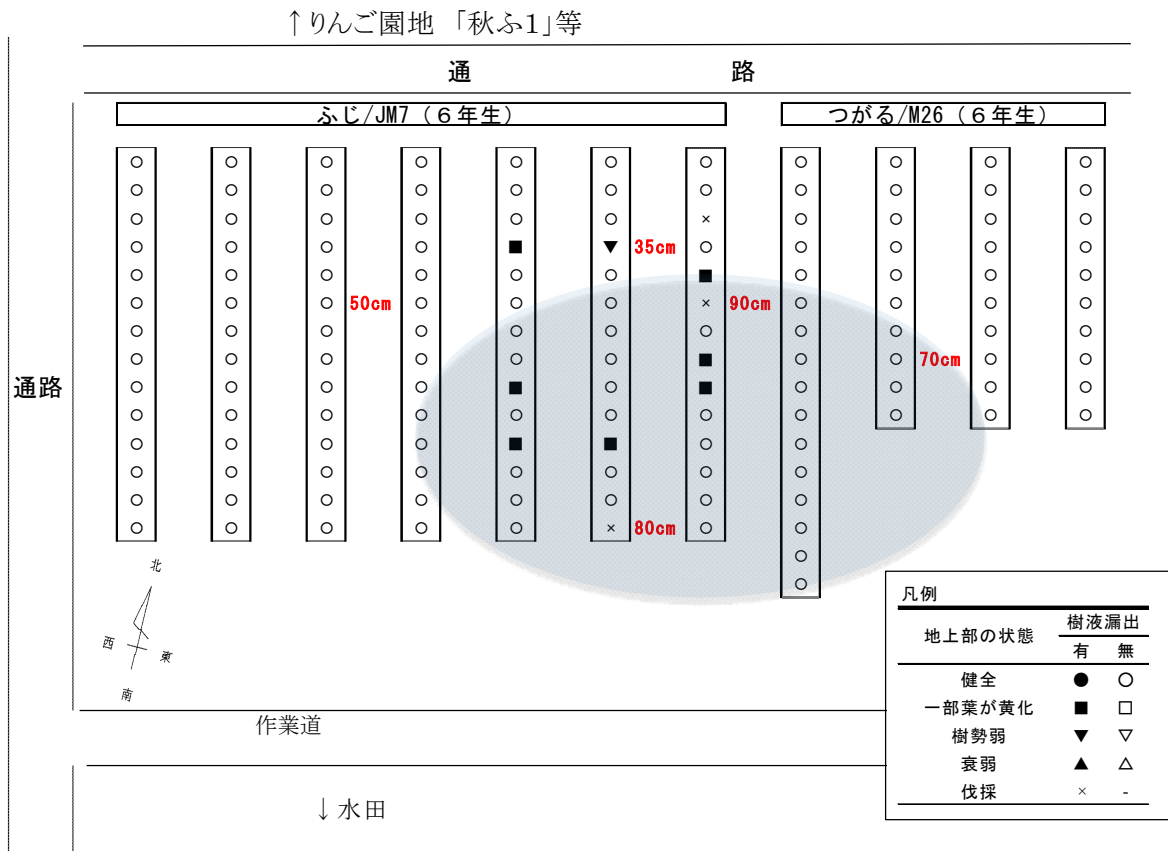 ↑りんご園地 「秋ふ1」等
通 路
ふじ/JM7（６年生）
つがる/M26（６年生）
35cm
50cm
90cm
70cm
通路
80cm
北
西
東
南
凡例
地上部の状態
樹液漏出
有 無
健全 ● ○
一部葉が黄化 ■ □
樹勢弱 ▼ ▽
衰弱 ▲ △
伐採 × -
作業道
↓水田